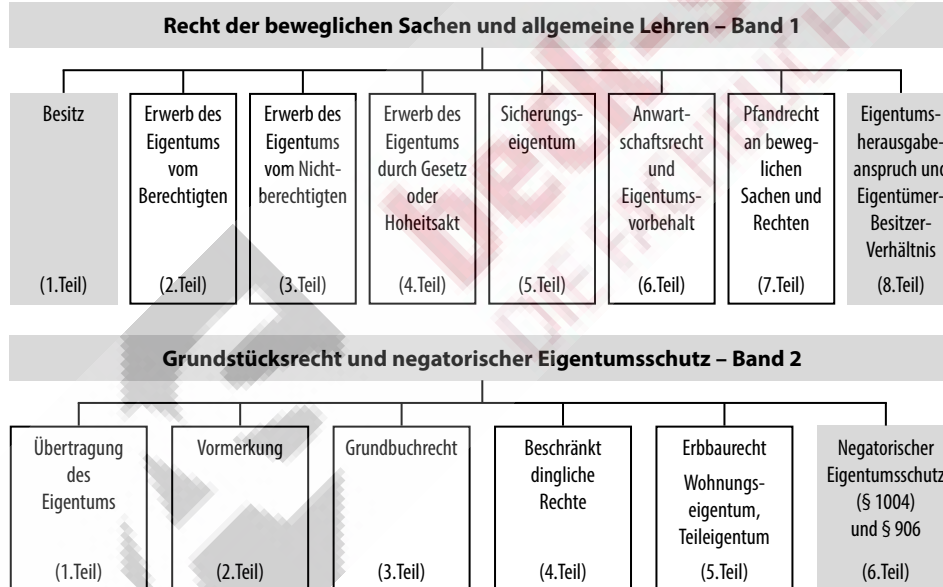 Recht der beweglichen Sachen und allgemeine Lehren – Band 1
Besitz
(1.Teil)
Erwerb des
Eigentums
vom
Berechtigten
(2.Teil)
Erwerb des
Eigentums
vom Nicht-
berechtigten
(3.Teil)
Erwerb des
Eigentums
durch Gesetz
oder
Hoheitsakt
(4.Teil)
Sicherungs-
eigentum
(5.Teil)
Anwart-
schaftsrecht
und
Eigentums-
vorbehalt
(6.Teil)
Pfandrecht
an beweg-
lichen
Sachen und
Rechten
(7.Teil)
Eigentums-
herausgabe-
anspruch und
Eigentümer-
Besitzer-
Verhältnis
(8.Teil)
Grundstücksrecht und negatorischer Eigentumsschutz – Band 2
Übertragung
des
Eigentums
(1.Teil)
Vormerkung
(2.Teil)
Grundbuchrecht
(3.Teil)
Beschränkt
dingliche
Rechte
(4.Teil)
Erbbaurecht
Wohnungs-
eigentum,
Teileigentum
(5.Teil)
Negatorischer
Eigentumsschutz
(§ 1004)
und § 906
(6.Teil)